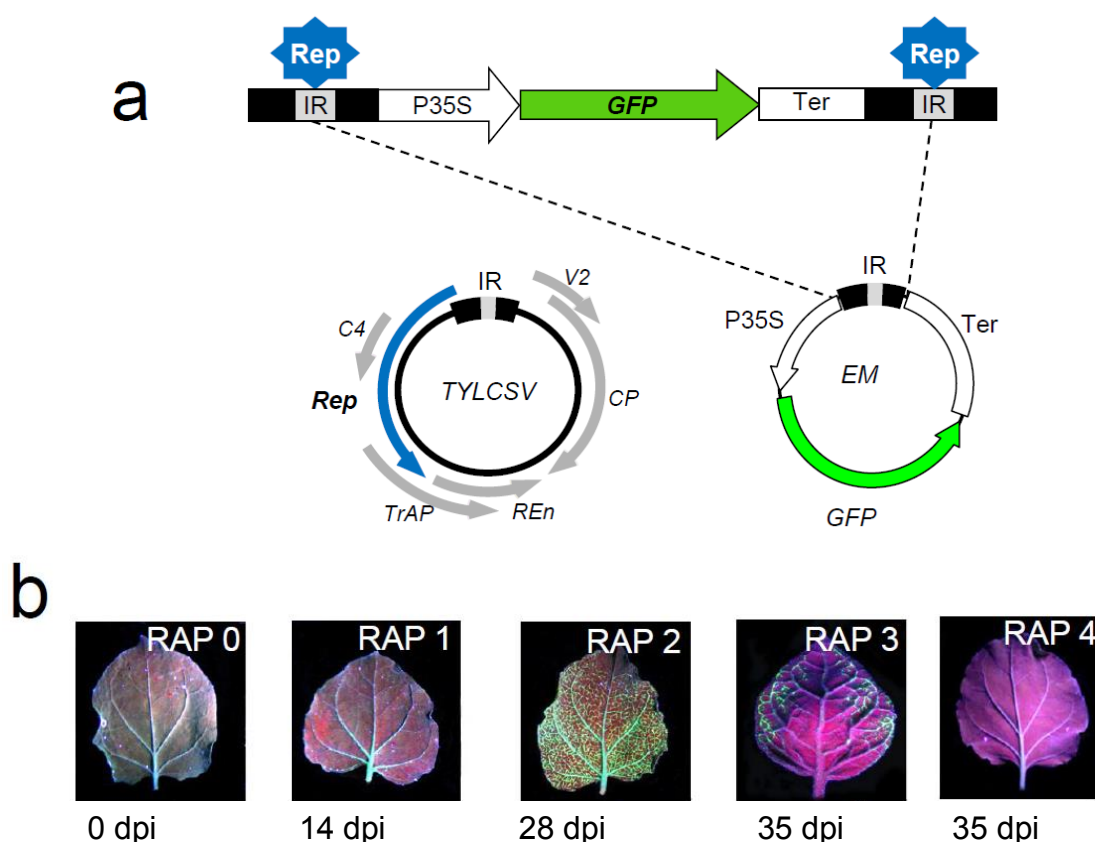 a
Rep Rep
IR P35S GFP Ter IR
IR V2 IR
C4 P35S Ter
Rep TYLCSV CP EM
TrAP REn GFP
b
RAP 0 RAP 1 RAP 2 RAP 3 RAP 4
0 dpi 14 dpi 28 dpi 35 dpi 35 dpi